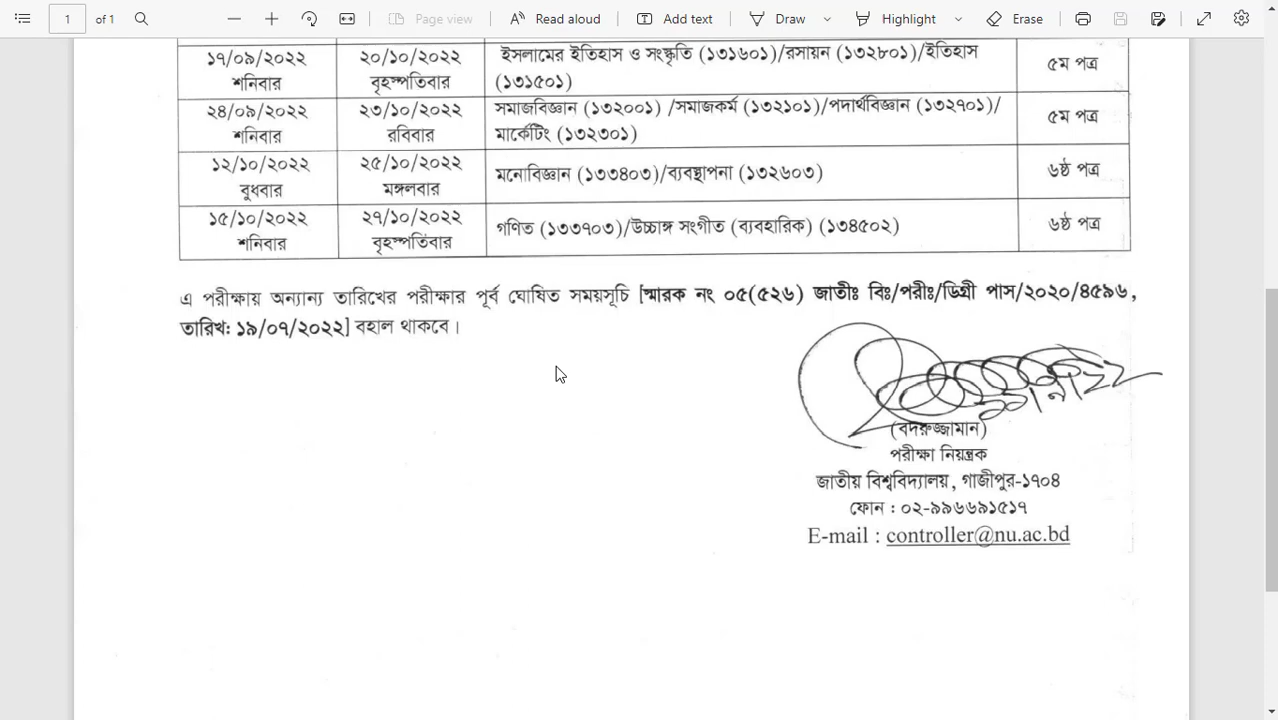 1 of 1 Page view Read aloud Add text Draw Highlight Erase
১৭/০৯/২০২২ ২০/১০/২০২২ ইসলামের ইতিহাস ও সংস্কৃতি (১৩১৬০১)/রসায়ন (১৩২৮০১)/ইতিহাস ৫ম পত্র
শনিবার বৃহস্পতিবার (১৩১৫০১)
২৪/০৯/২০২২ ২৩/১০/২০২২ সমাজবিজ্ঞান (১৩২০০১) /সমাজকর্ম (১৩২১০১)/পদার্থবিজ্ঞান (১৩২৭০১)/ ৫ম পত্র
শনিবার রবিবার মার্কেটিং (১৩২৩০১)
১২/১০/২০২২ ২৫/১০/২০২২ মনোবিজ্ঞান (১৩৩৪০৩)/ব্যবস্থাপনা (১৩২৬০৩) ৬ষ্ঠ পত্র
বুধবার মঙ্গলবার
১৫/১০/২০২২ ২৭/১০/২০২২ গণিত (১৩৩৭০৩)/উচ্চাঙ্গ সংগীত (ব্যবহারিক) (১৩৪৫০২) ৬ষ্ঠ পত্র
শনিবার বৃহস্পতিবার
এ পরীক্ষায় অন্যান্য তারিখের পরীক্ষার পূর্ব ঘোষিত সময়সূচি [স্মারক নং ০৫(৫২৬) জাতীঃ বিঃ/পরীঃ/ডিগ্রী পাস/২০২০/৪৫৯৬,
তারিখ: ১৯/০৭/২০২২] বহাল থাকবে।
(বদরুজ্জামান)
পরীক্ষা নিয়ন্ত্রক
জাতীয় বিশ্ববিদ্যালয়, গাজীপুর-১৭০৪
ফোন : ০২-৯৯৬৬৯১৫১৭
E-mail : controller@nu.ac.bd